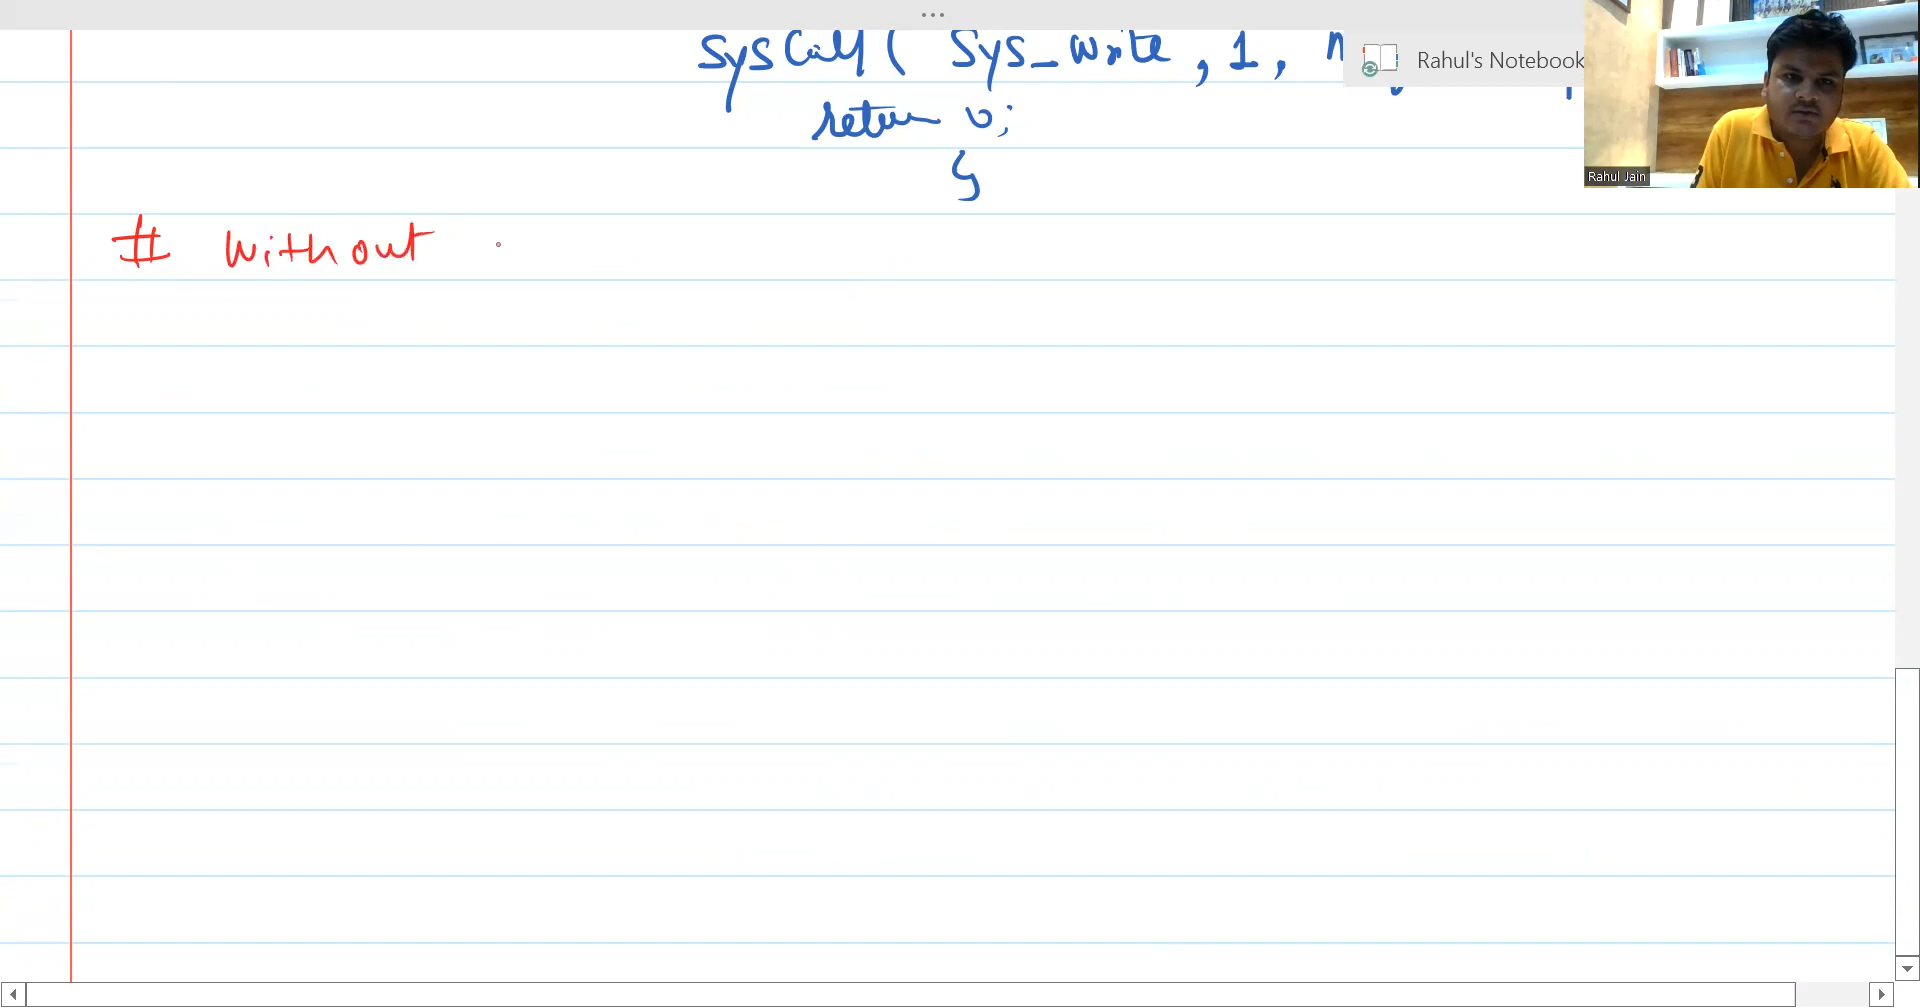 SysCall( Sys_write, 1,
Rahul's Notebook
return 0;
}
Rahul Jain
# without